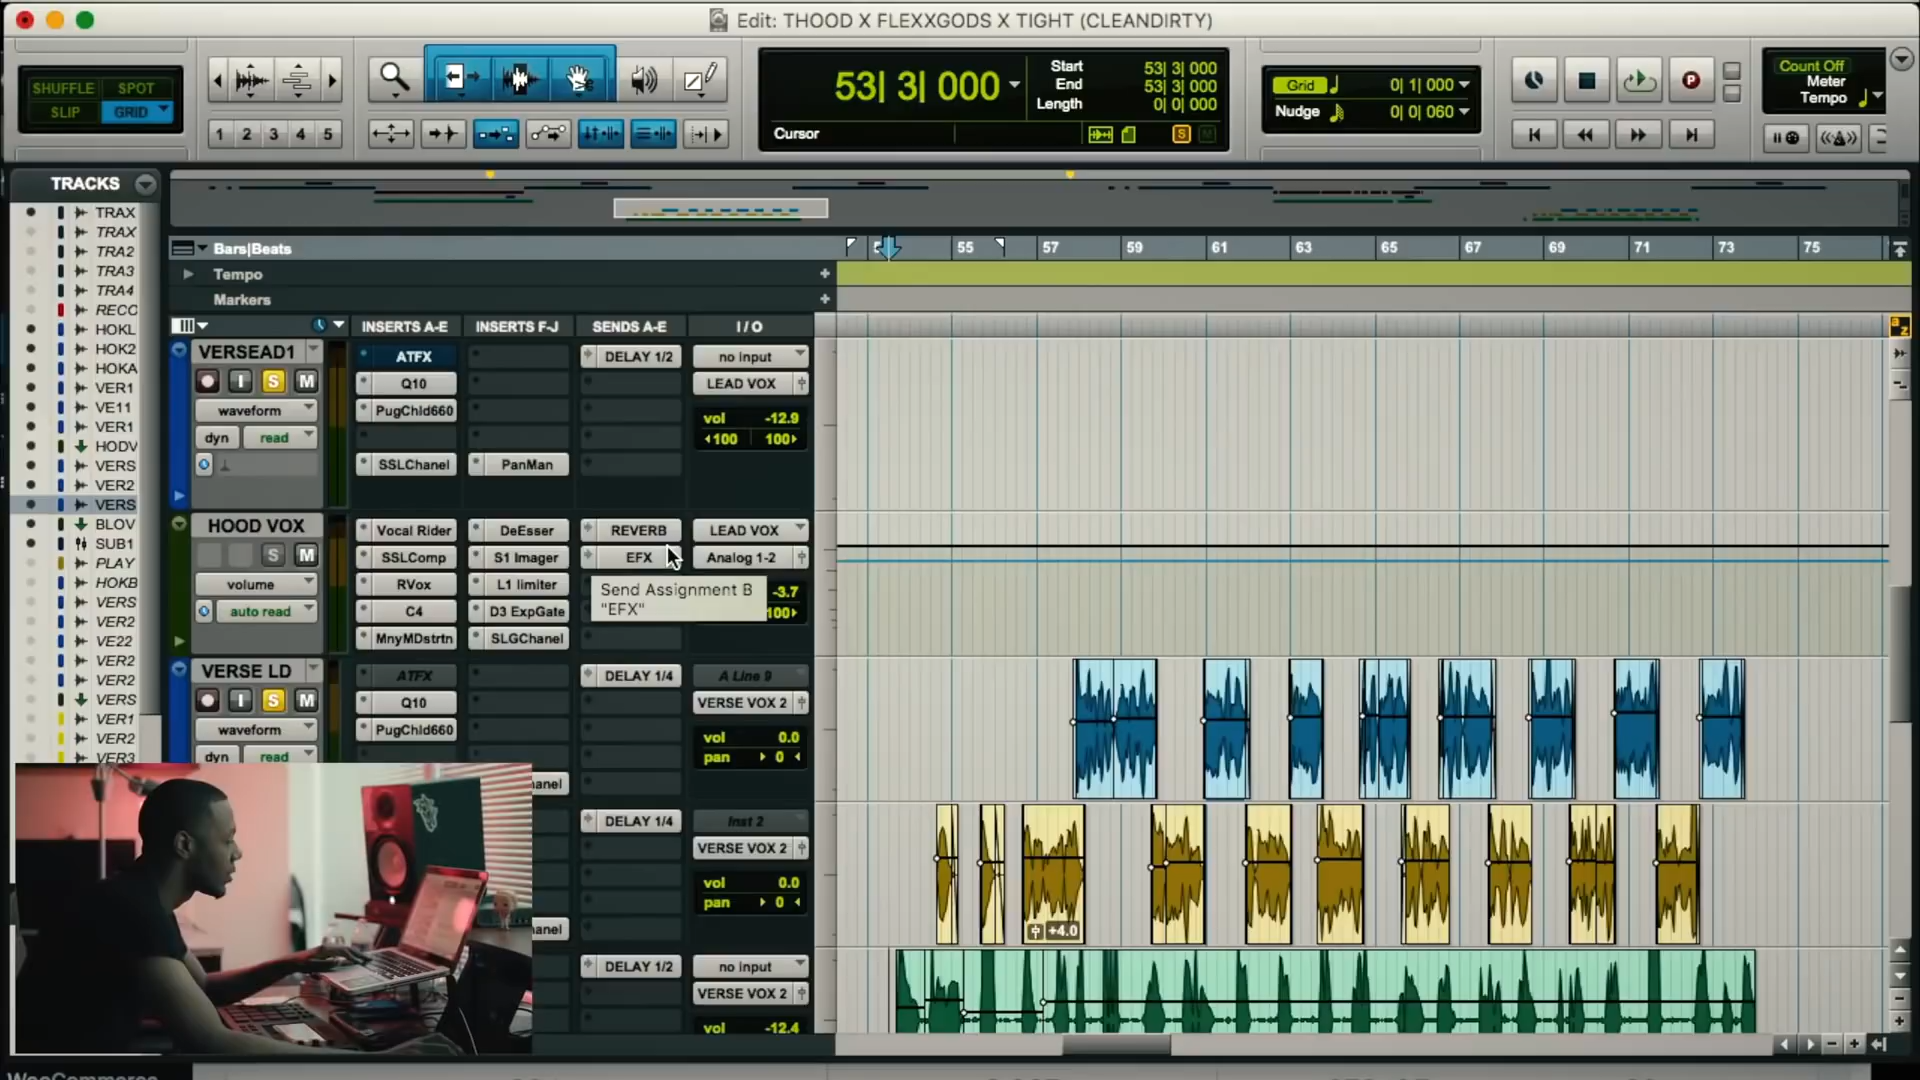 Edit: THOOD X FLEXXGODS X TIGHT (CLEANDIRTY)
SHUFFLE SPOT
SLIP GRID
1 2 3 4 5
53| 3| 000
Start 53| 3| 000
End 53| 3| 000
Length 0| 0| 000
Cursor
S M
Grid 0| 1| 000
Nudge 0| 0| 060
P
Count Off
Meter
Tempo
TRACKS
TRAX
TRAX
TRA2
TRA3
TRA4
RECO
HOKL
HOK2
HOKA
VER1
VE11
VER1
HODV
VERS
VER2
VERS
BLOV
SUB1
PLAY
HOKB
VERS
VER2
VE22
VER2
VER2
VERS
VER1
VER2
VER3
Bars|Beats
55 57 59 61 63 65 67 69 71 73 75
Tempo
Markers
INSERTS A-E INSERTS F-J SENDS A-E I / O
a z
VERSEAD1
I S M
waveform
dyn read
ATFX
Q10
PugChld660
SSLChanel
PanMan
DELAY 1/2
no input
LEAD VOX
vol -12.9
100 100
HOOD VOX
S M
volume
auto read
Vocal Rider DeEsser REVERB LEAD VOX
SSLComp S1 Imager EFX Analog 1-2
RVox L1 limiter
C4 D3 ExpGate
MnyMDstrtn SLGChanel
Send Assignment B
"EFX"
-3.7
100
VERSE LD
I S M
waveform
dyn read
ATFX
Q10
PugChld660
anel
DELAY 1/4
A Line 9
VERSE VOX 2
vol 0.0
pan 0
DELAY 1/4
Inst 2
VERSE VOX 2
vol 0.0
pan 0
anel
+4.0
DELAY 1/2
no input
VERSE VOX 2
vol -12.4